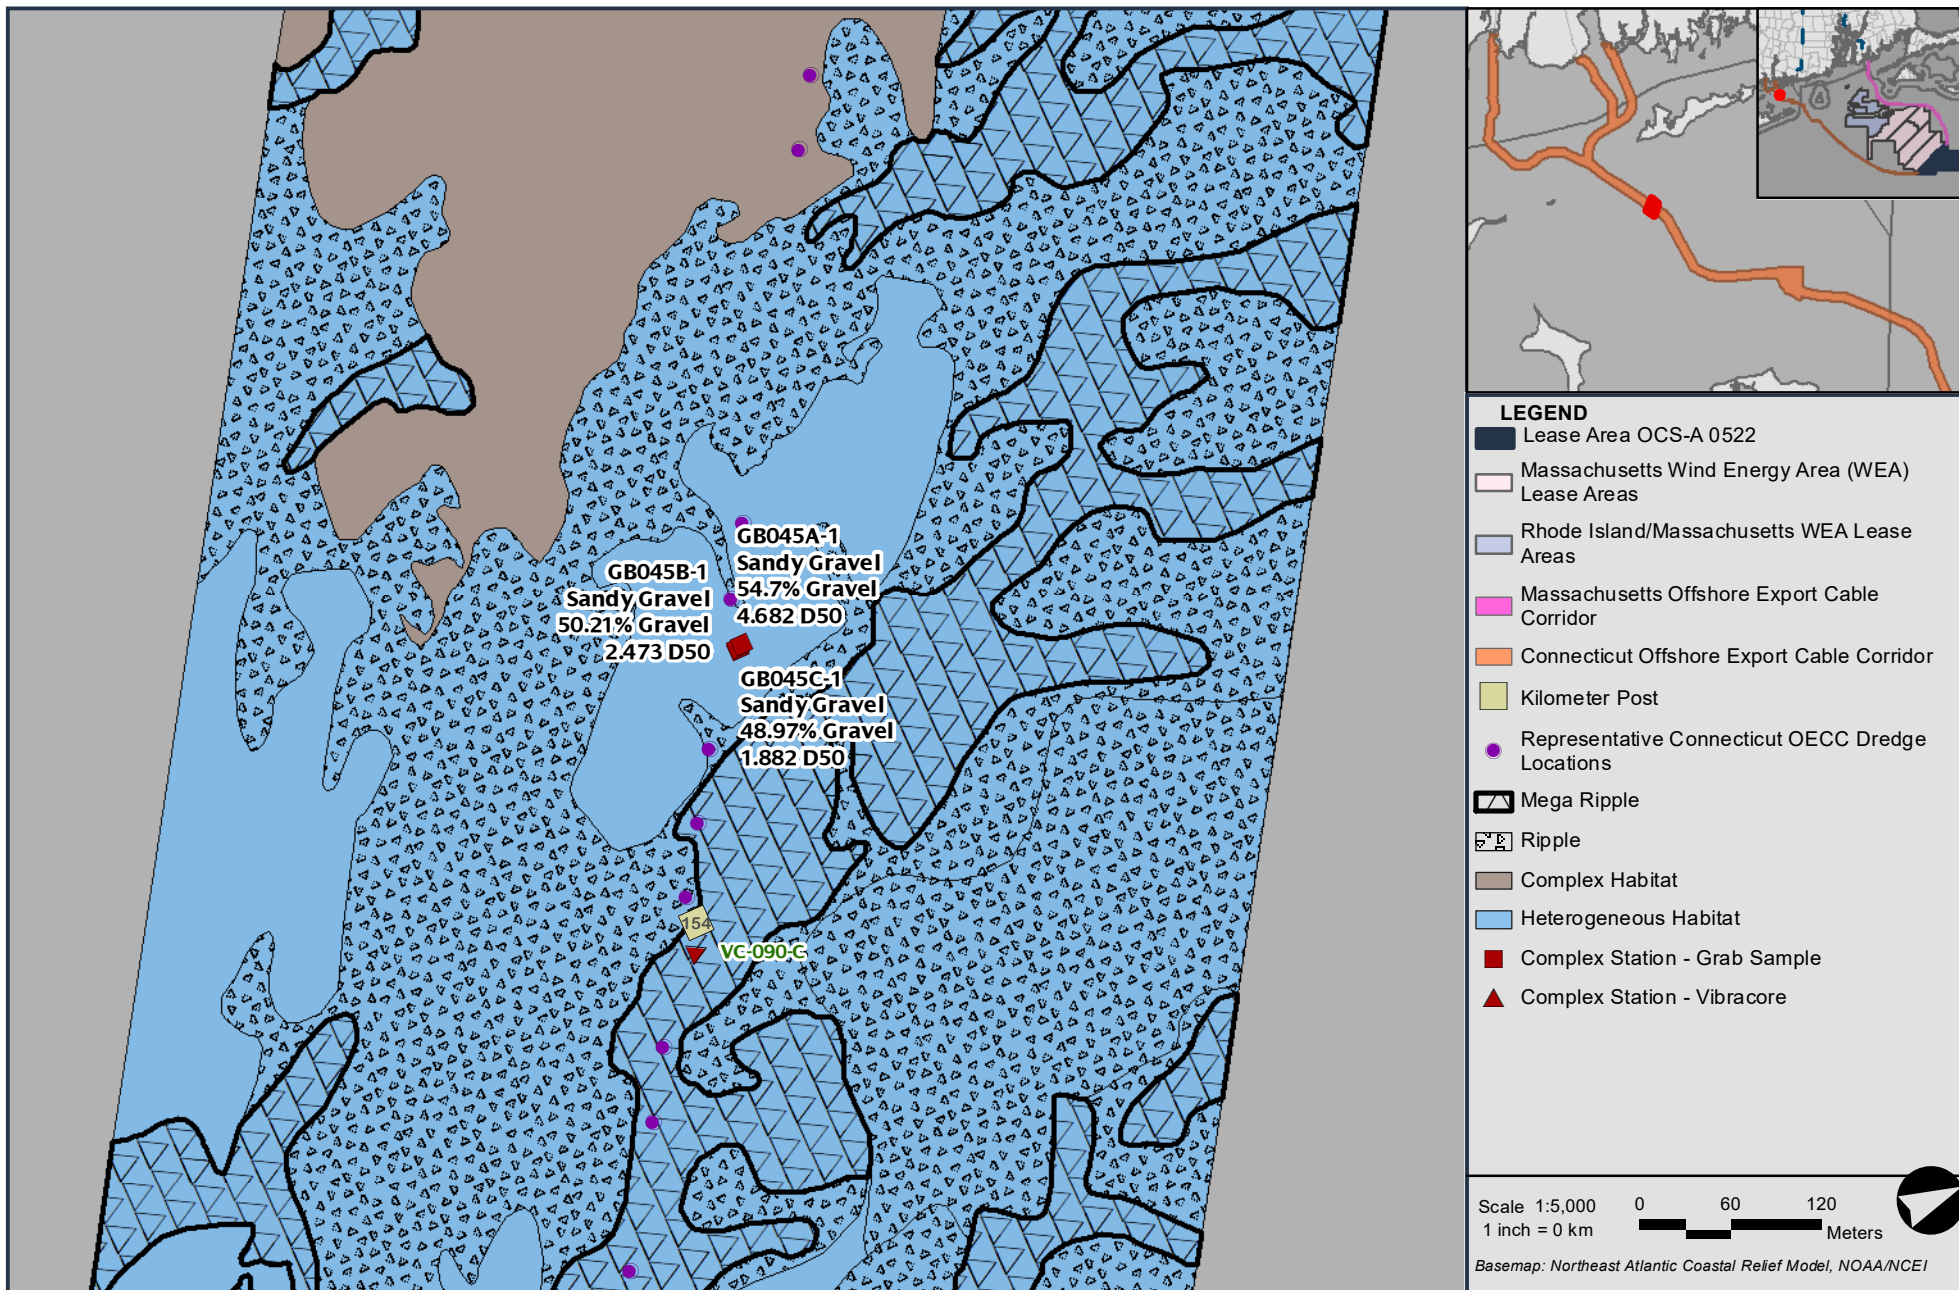 GB045A-1
Sandy Gravel
54.7% Gravel
4.682 D50
GB045B-1
Sandy Gravel
50.21% Gravel
2.473 D50
GB045C-1
Sandy Gravel
48.97% Gravel
1.882 D50
154
VC-090-C
LEGEND
Lease Area OCS-A 0522
Massachusetts Wind Energy Area (WEA)
Lease Areas
Rhode Island/Massachusetts WEA Lease
Areas
Massachusetts Offshore Export Cable
Corridor
Connecticut Offshore Export Cable Corridor
Kilometer Post
Representative Connecticut OECC Dredge
Locations
Mega Ripple
Ripple
Complex Habitat
Heterogeneous Habitat
Complex Station - Grab Sample
Complex Station - Vibracore
Scale 1:5,000
1 inch = 0 km
0 60 120
Meters
Basemap: Northeast Atlantic Coastal Relief Model, NOAA/NCEI